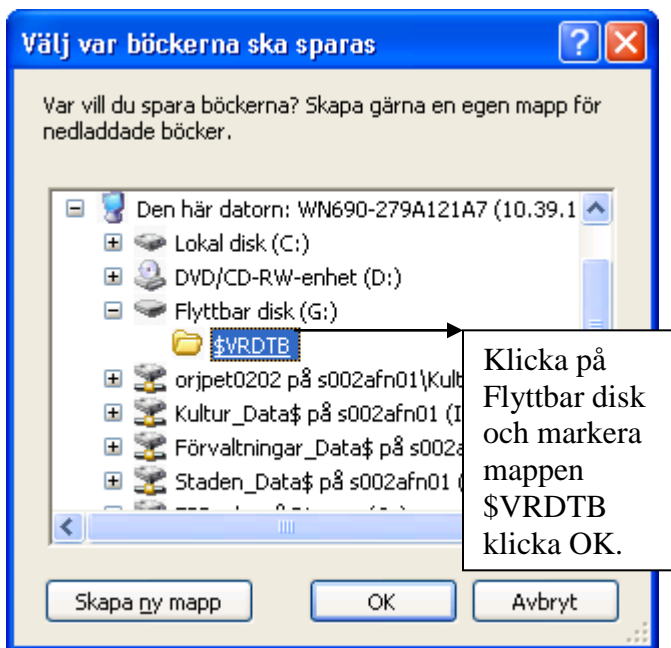 Välj var böckerna ska sparas
Var vill du spara böckerna? Skapa gärna en egen mapp för
nedladdade böcker.
Den här datorn: WN690-279A121A7 (10.39.1
Lokal disk (C:)
DVD/CD-RW-enhet (D:)
Flyttbar disk (G:)
$VRDTB
orjpet0202 på s002afn01\Kult
Kultur_Data$ på s002afn01 (I
Förvaltningar_Data$ på s002a
Staden_Data$ på s002afn01 (
Klicka på
Flyttbar disk
och markera
mappen
$VRDTB
klicka OK.
Skapa ny mapp
OK
Avbryt